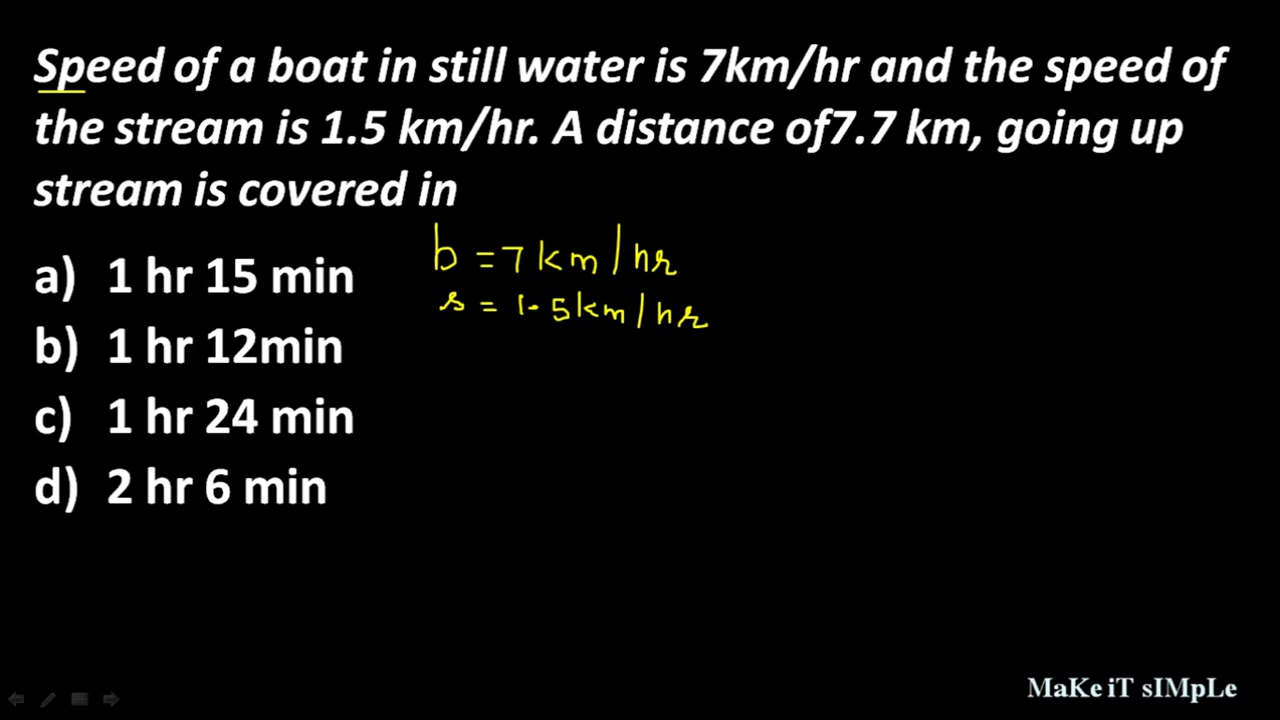 Speed of a boat in still water is 7km/hr and the speed of
the stream is 1.5 km/hr. A distance of7.7 km, going up
stream is covered in
b = 7 km/hr
a) 1 hr 15 min
s = 1.5km/hr
b) 1 hr 12min
c) 1 hr 24 min
d) 2 hr 6 min
MaKe iT sIMpLe